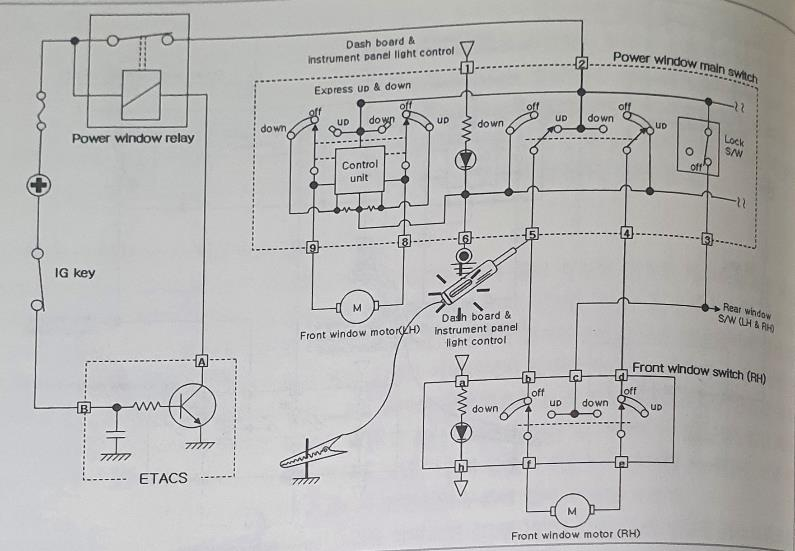 Power window relay
IG key
A
B
ETACS
Dash board &
instrument panel light control
1
2
Power window main switch
Express up & down
down
off
up
down
off
up
Control
unit
down
off
up
down
off
up
Lock
S/W
off
9
8
6
5
4
3
M
Front window motor(LH)
Dash board &
instrument panel
light control
Rear window
S/W (LH & RH)
Front window switch (RH)
a
b
c
d
down
off
up
down
off
up
h
f
e
M
Front window motor (RH)